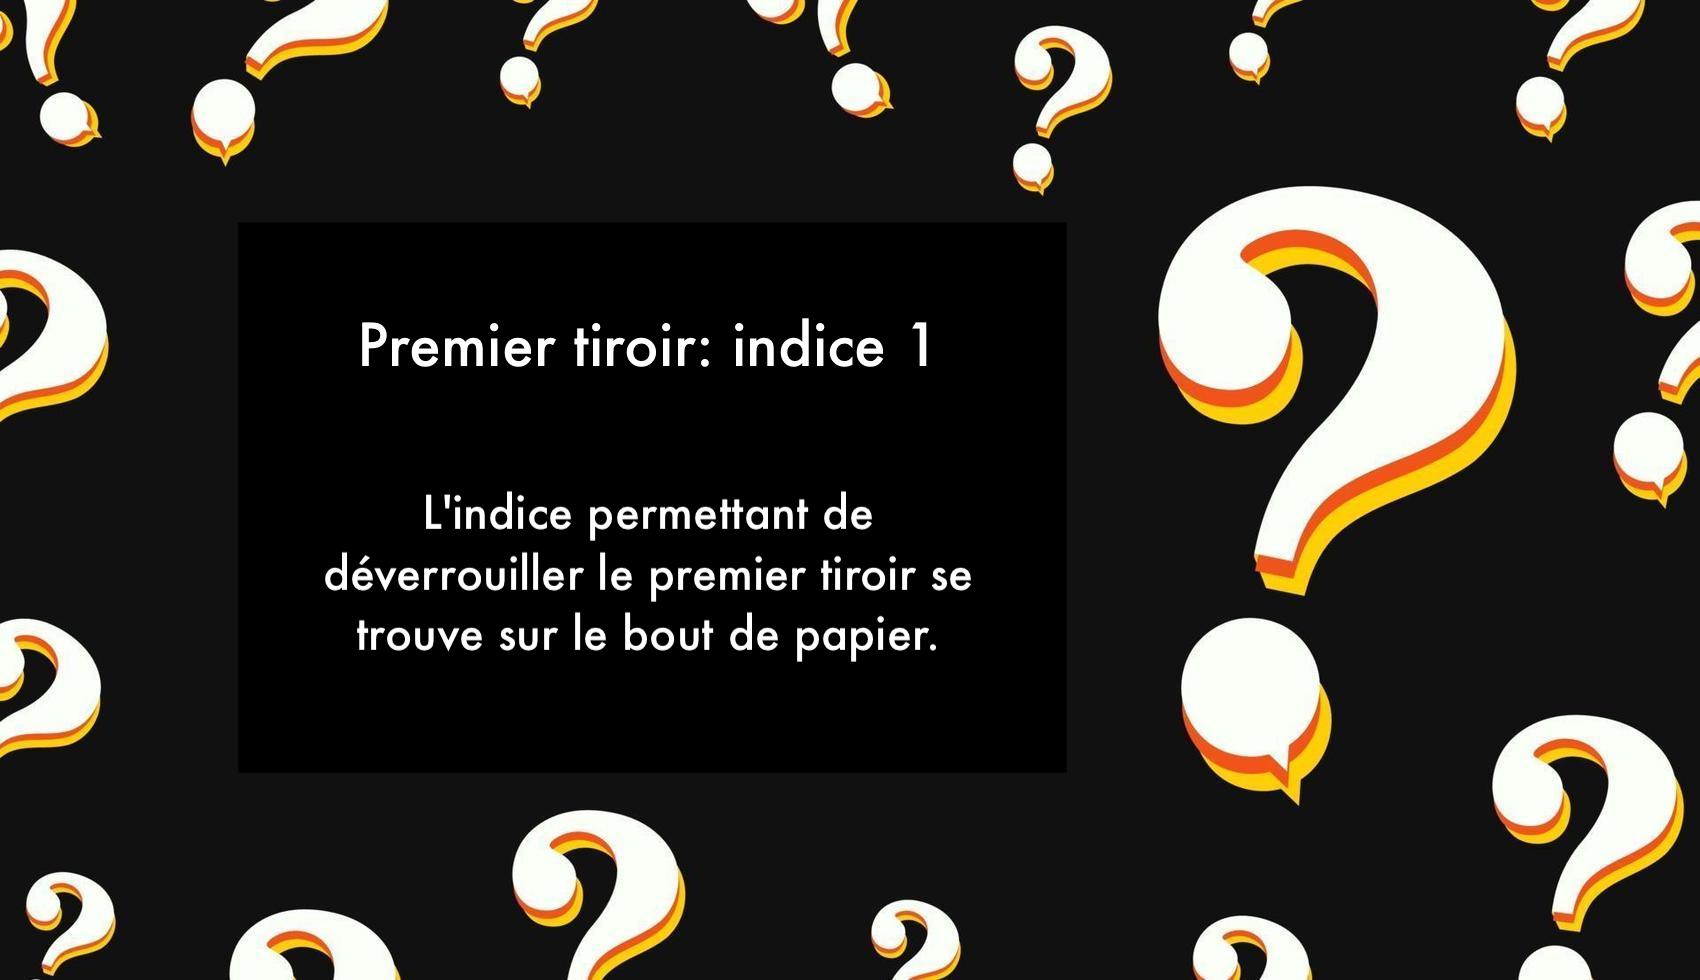 Premier tiroir: indice 1
L'indice permettant de
déverrouiller le premier tiroir se
trouve sur le bout de papier.